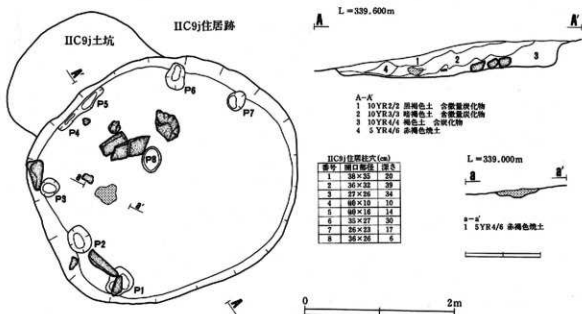 IIC9j土坑
IIC9j住居跡
A'
P6
P7
P5
P4
P8
P3
a
a'
P2
P1
A
A L=339.600m A'
1
2
3
4
A-A'
1 10YR2/2 黒褐色土 含微量炭化物
2 10YR3/3 暗褐色土 含微量炭化物
3 10YR4/4 褐色土 含炭化物
4 5YR4/6 赤褐焼土
IIC9j住居柱穴(cm)
番号 開口部径 深さ
1 38×35 20
2 36×32 39
3 27×26 34
4 40×10 10
5 40×16 14
6 35×27 30
7 26×23 17
8 36×26 6
L=339.000m
a a'
a-a'
1 5YR4/6 赤褐焼土
0 2m